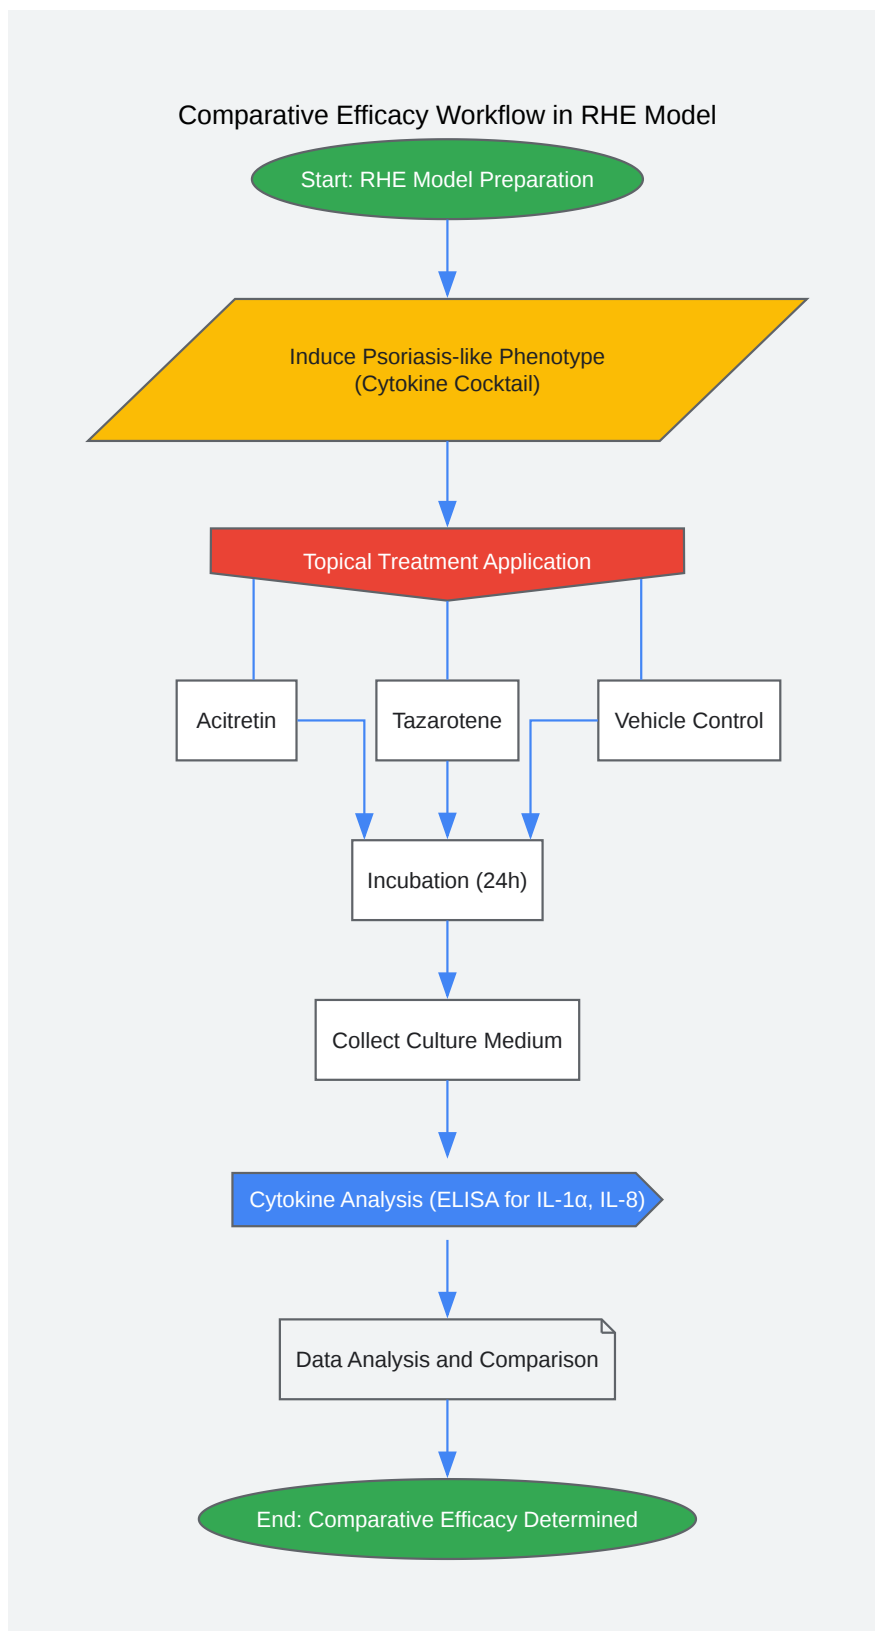 Comparative Efficacy Workflow in RHE Model
Start: RHE Model Preparation
Induce Psoriasis-like Phenotype
(Cytokine Cocktail)
Topical Treatment Application
Acitretin
Tazarotene
Vehicle Control
Incubation (24h)
Collect Culture Medium
Cytokine Analysis (ELISA for IL-1α, IL-8)
Data Analysis and Comparison
End: Comparative Efficacy Determined